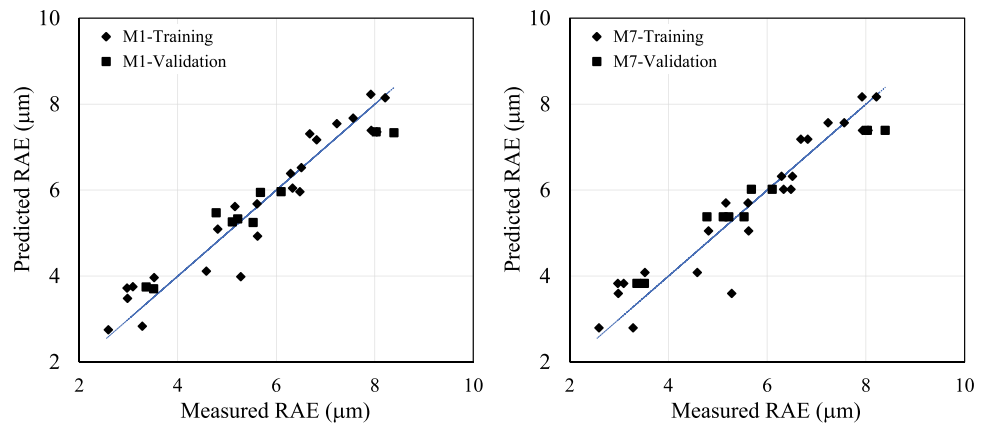 10
8
6
4
2
Predicted RAE (μm)
M1-Training
M1-Validation
2 4 6 8 10
Measured RAE (μm)
10
8
6
4
2
Predicted RAE (μm)
M7-Training
M7-Validation
2 4 6 8 10
Measured RAE (μm)